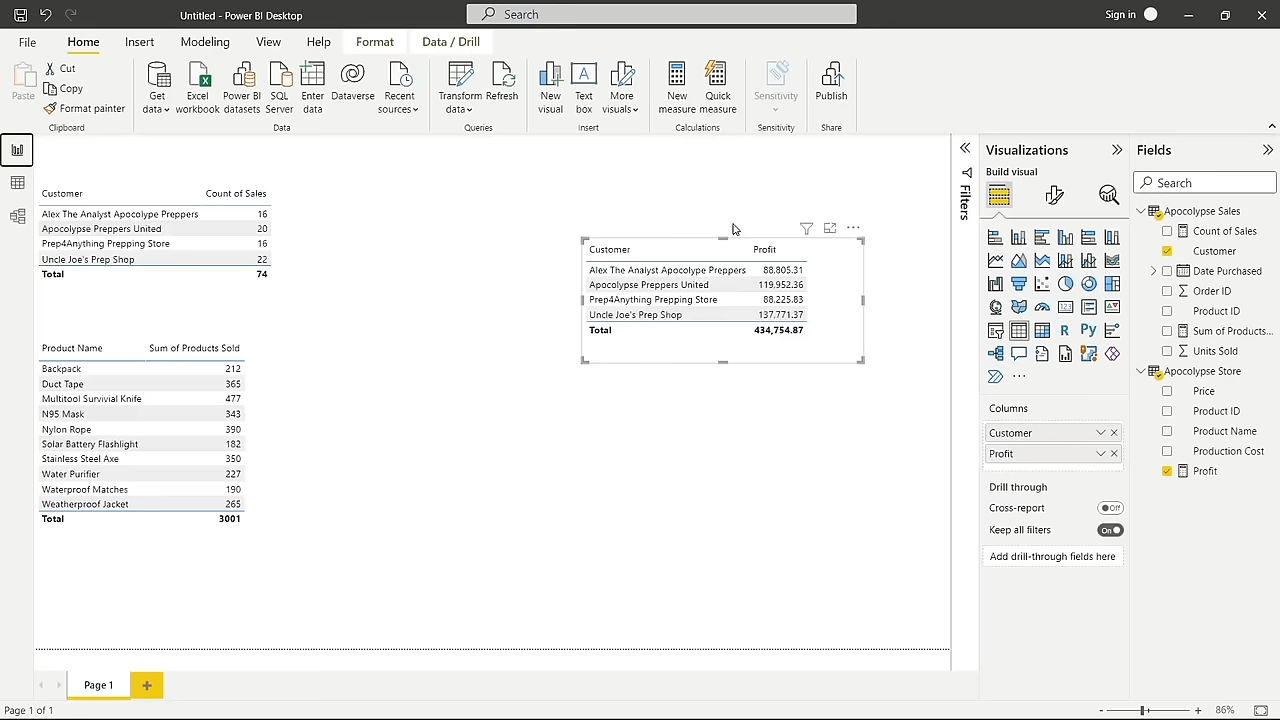 Untitled - Power BI Desktop
Search
Sign in
File
Home
Insert
Modeling
View
Help
Format
Data / Drill
Paste
Cut
Copy
Format painter
Clipboard
Get data
Excel workbook
Power BI datasets
SQL Server
Enter data
Dataverse
Recent sources
Data
Transform data
Refresh
Queries
New visual
Text box
More visuals
Insert
New measure
Quick measure
Calculations
Sensitivity
Sensitivity
Publish
Share
Customer Count of Sales
Alex The Analyst Apocolype Preppers 16
Apocolypse Preppers United 20
Prep4Anything Prepping Store 16
Uncle Joe's Prep Shop 22
Total 74
Product Name Sum of Products Sold
Backpack 212
Duct Tape 365
Multitool Survivial Knife 477
N95 Mask 343
Nylon Rope 390
Solar Battery Flashlight 182
Stainless Steel Axe 350
Water Purifier 227
Waterproof Matches 190
Weatherproof Jacket 265
Total 3001
Customer Profit
Alex The Analyst Apocolype Preppers 88,805.31
Apocolypse Preppers United 119,952.36
Prep4Anything Prepping Store 88,225.83
Uncle Joe's Prep Shop 137,771.37
Total 434,754.87
Filters
Visualizations
Build visual
R
Py
Columns
Customer
Profit
Drill through
Cross-report Off
Keep all filters On
Add drill-through fields here
Fields
Search
Apocolypse Sales
Count of Sales
Customer
Date Purchased
Order ID
Product ID
Sum of Products...
Units Sold
Apocolypse Store
Price
Product ID
Product Name
Production Cost
Profit
Page 1
Page 1 of 1
86%